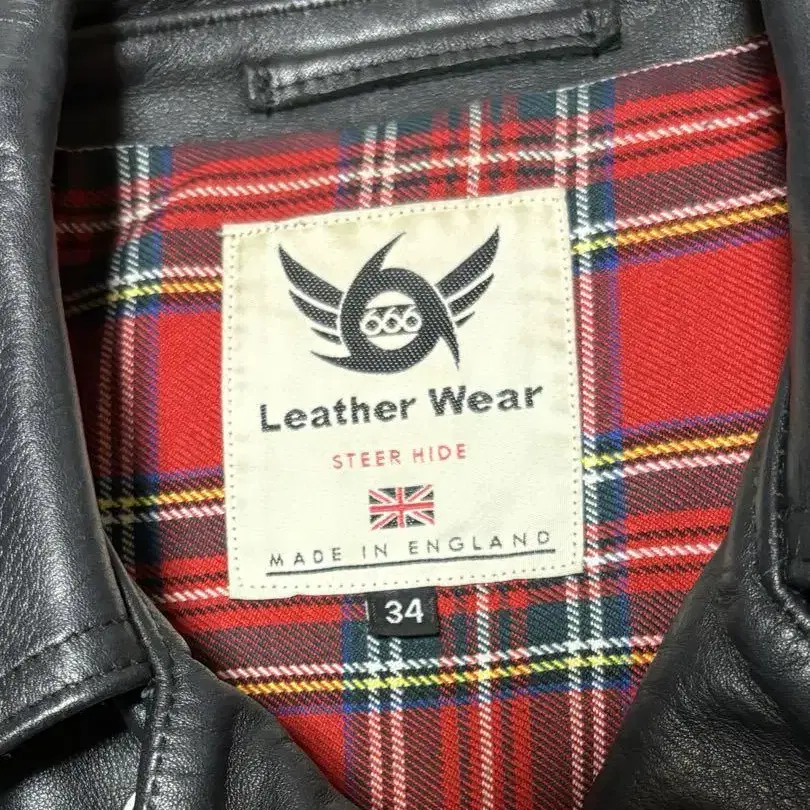 666
Leather Wear
STEER HIDE
MADE IN ENGLAND
34